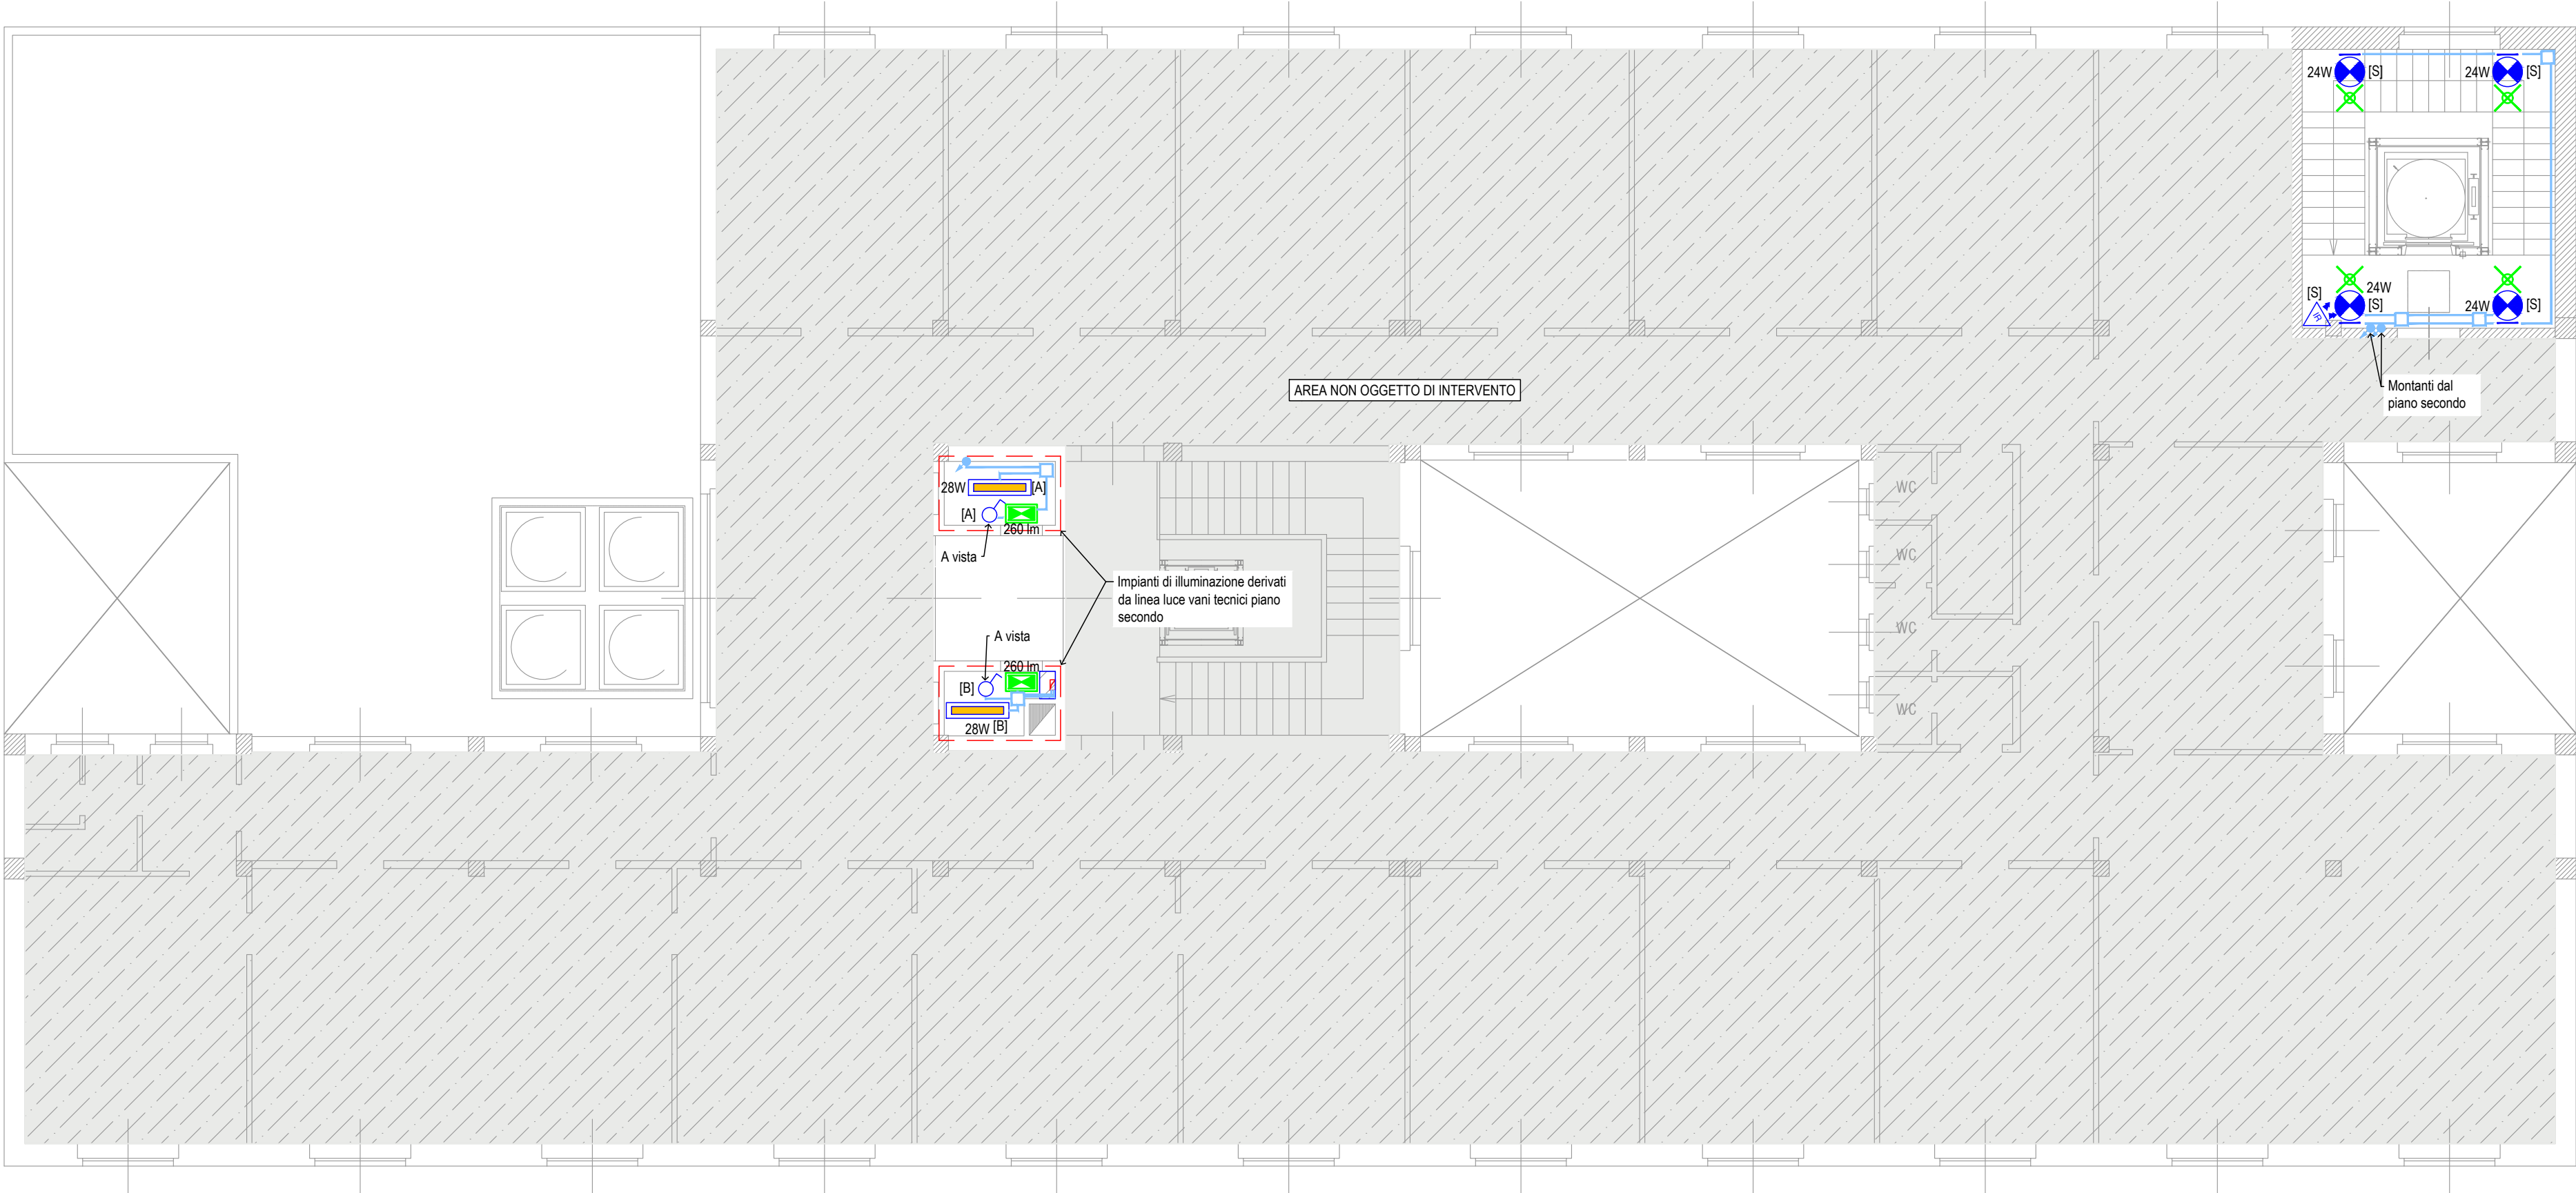 24W [S]
24W [S]
[S]
24W
[S]
24W [S]
IR
Montanti dal
piano secondo
AREA NON OGGETTO DI INTERVENTO
28W [A]
[A]
260 lm
A vista
Impianti di illuminazione derivati
da linea luce vani tecnici piano
secondo
A vista
260 lm
[B]
28W [B]
WC
WC
WC
WC